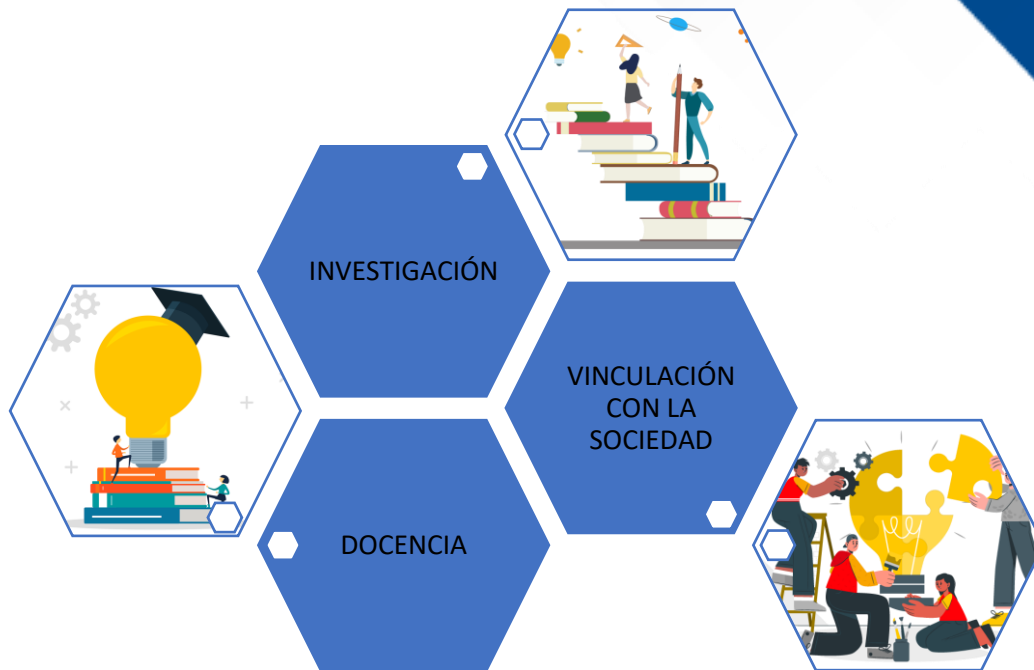 INVESTIGACIÓN
VINCULACIÓN
CON LA
SOCIEDAD
DOCENCIA